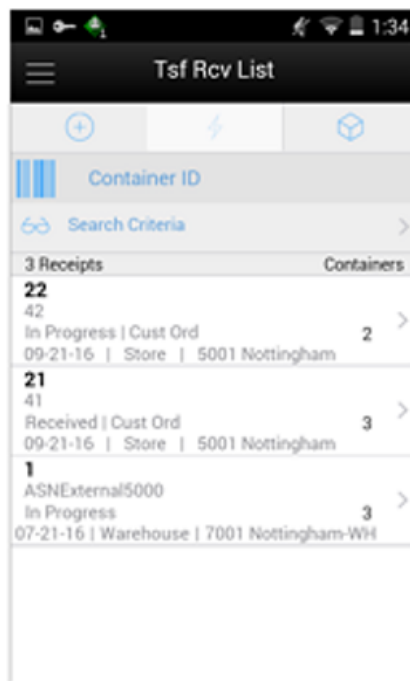 1:34
Tsf Rcv List
Container ID
Search Criteria
3 Receipts Containers
22
42
In Progress | Cust Ord 2
09-21-16 | Store | 5001 Nottingham
21
41
Received | Cust Ord 3
09-21-16 | Store | 5001 Nottingham
1
ASNExternal5000
In Progress 3
07-21-16 | Warehouse | 7001 Nottingham-WH